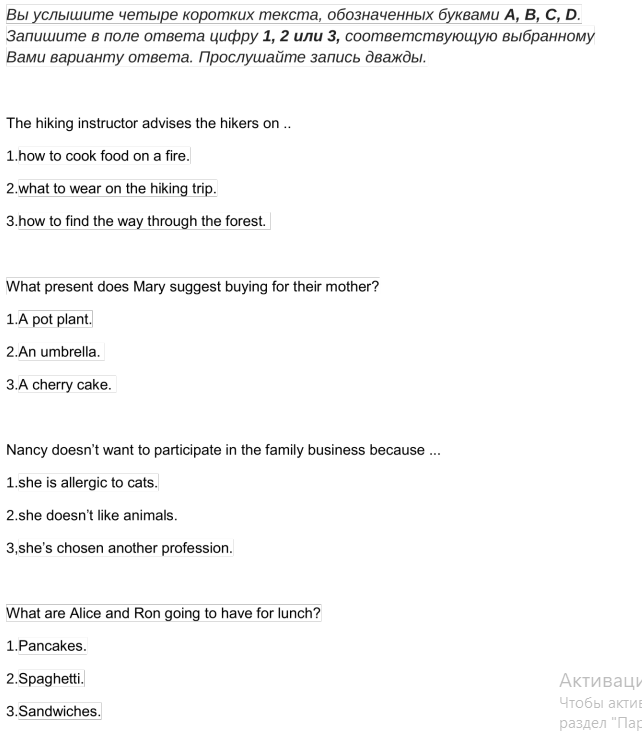 Вы услышите четыре коротких текста, обозначенных буквами A, B, C, D.
Запишите в поле ответа цифру 1, 2 или 3, соответствующую выбранному
Вами варианту ответа. Прослушайте запись дважды.
The hiking instructor advises the hikers on ..
1.how to cook food on a fire.
2.what to wear on the hiking trip.
3.how to find the way through the forest.
What present does Mary suggest buying for their mother?
1.A pot plant.
2.An umbrella.
3.A cherry cake.
Nancy doesn’t want to participate in the family business because ...
1.she is allergic to cats.
2.she doesn’t like animals.
3,she’s chosen another profession.
What are Alice and Ron going to have for lunch?
1.Pancakes.
2.Spaghetti.
3.Sandwiches.
Активаци
Чтобы акти
раздел "Пар